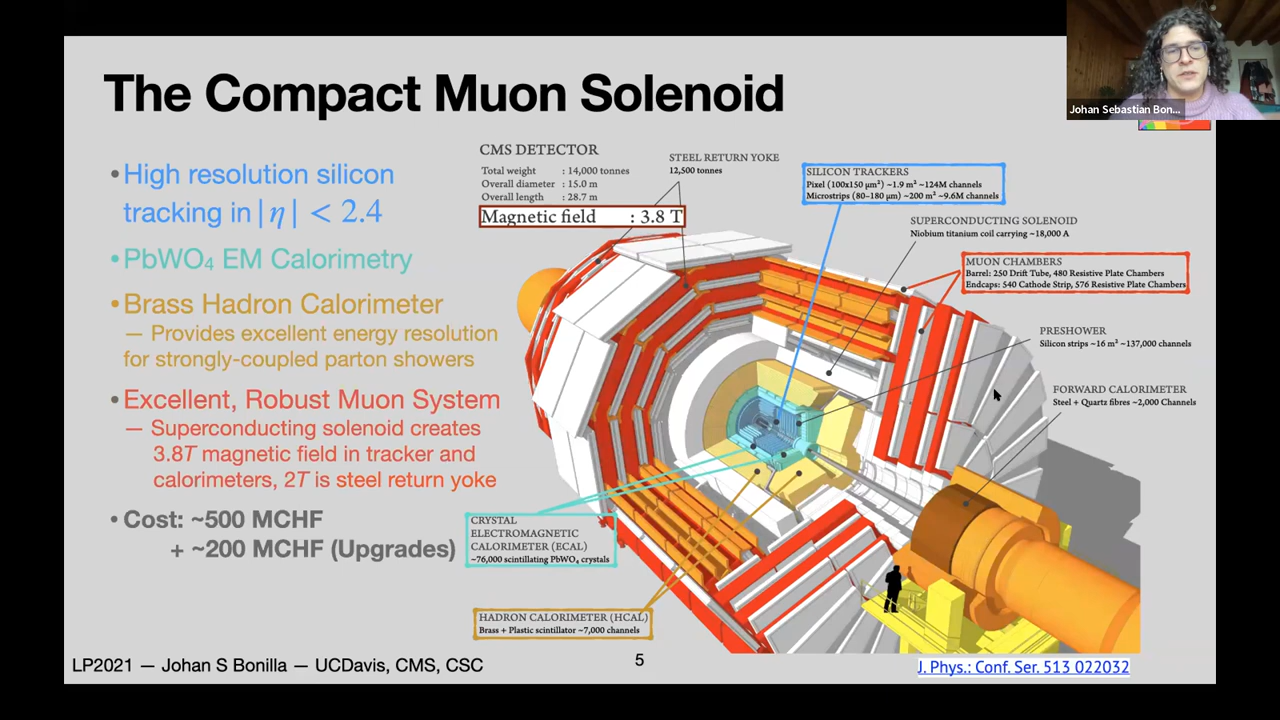 The Compact Muon Solenoid
Johan Sebastian Bon...
•High resolution silicon
tracking in |η| < 2.4
•PbWO₄ EM Calorimetry
•Brass Hadron Calorimeter
— Provides excellent energy resolution
for strongly-coupled parton showers
•Excellent, Robust Muon System
— Superconducting solenoid creates
3.8T magnetic field in tracker and
calorimeters, 2T is steel return yoke
•Cost: ~500 MCHF
+ ~200 MCHF (Upgrades)
CMS DETECTOR
Total weight : 14,000 tonnes
Overall diameter : 15.0 m
Overall length : 28.7 m
Magnetic field : 3.8 T
STEEL RETURN YOKE
12,500 tonnes
SILICON TRACKERS
Pixel (100x150 μm²) ~1.9 m² ~124M channels
Microstrips (80–180 μm) ~200 m² ~9.6M channels
SUPERCONDUCTING SOLENOID
Niobium titanium coil carrying ~18,000 A
MUON CHAMBERS
Barrel: 250 Drift Tube, 480 Resistive Plate Chambers
Endcaps: 540 Cathode Strip, 576 Resistive Plate Chambers
PRESHOWER
Silicon strips ~16 m² ~137,000 channels
FORWARD CALORIMETER
Steel + Quartz fibres ~2,000 Channels
CRYSTAL
ELECTROMAGNETIC
CALORIMETER (ECAL)
~76,000 scintillating PbWO₄ crystals
HADRON CALORIMETER (HCAL)
Brass + Plastic scintillator ~7,000 channels
LP2021 — Johan S Bonilla — UCDavis, CMS, CSC
5
J. Phys.: Conf. Ser. 513 022032